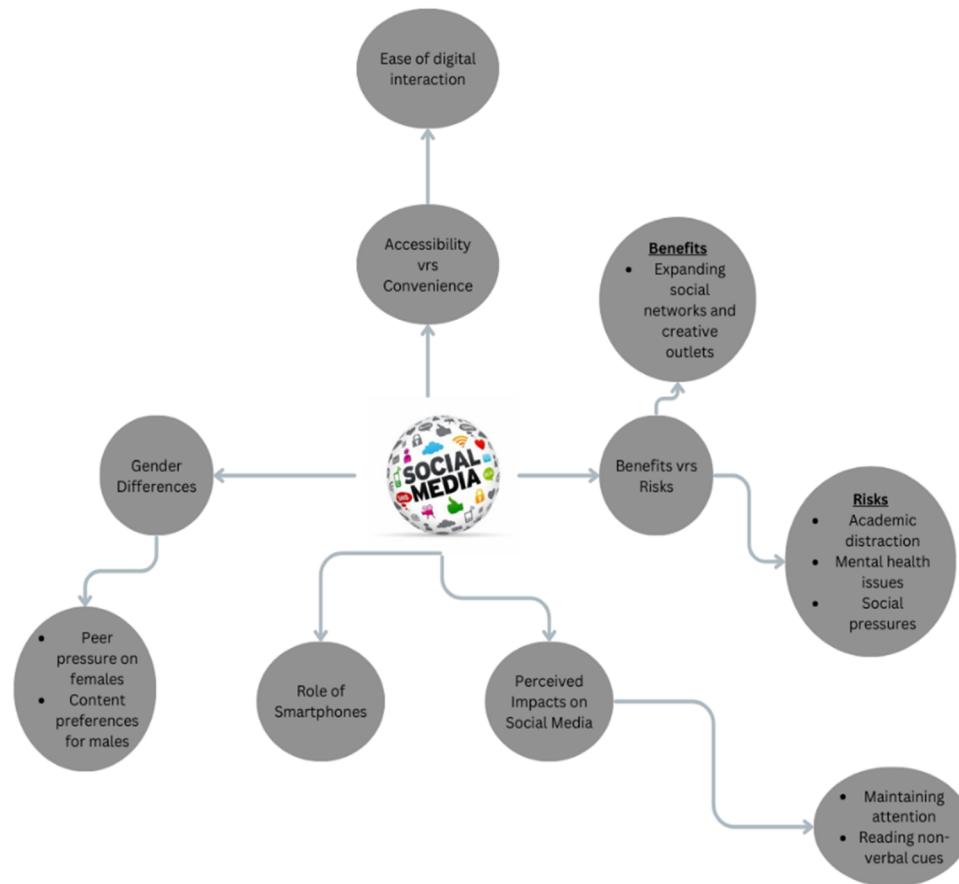 Ease of digital
interaction
Accessibility
vrs
Convenience
Benefits
• Expanding
social
networks and
creative
outlets
Gender
Differences
SOCIAL
MEDIA
Benefits vrs
Risks
Risks
• Academic
distraction
• Mental health
issues
• Social
pressures
• Peer
pressure on
females
• Content
preferences
for males
Role of
Smartphones
Perceived
Impacts on
Social Media
• Maintaining
attention
• Reading non-
verbal cues